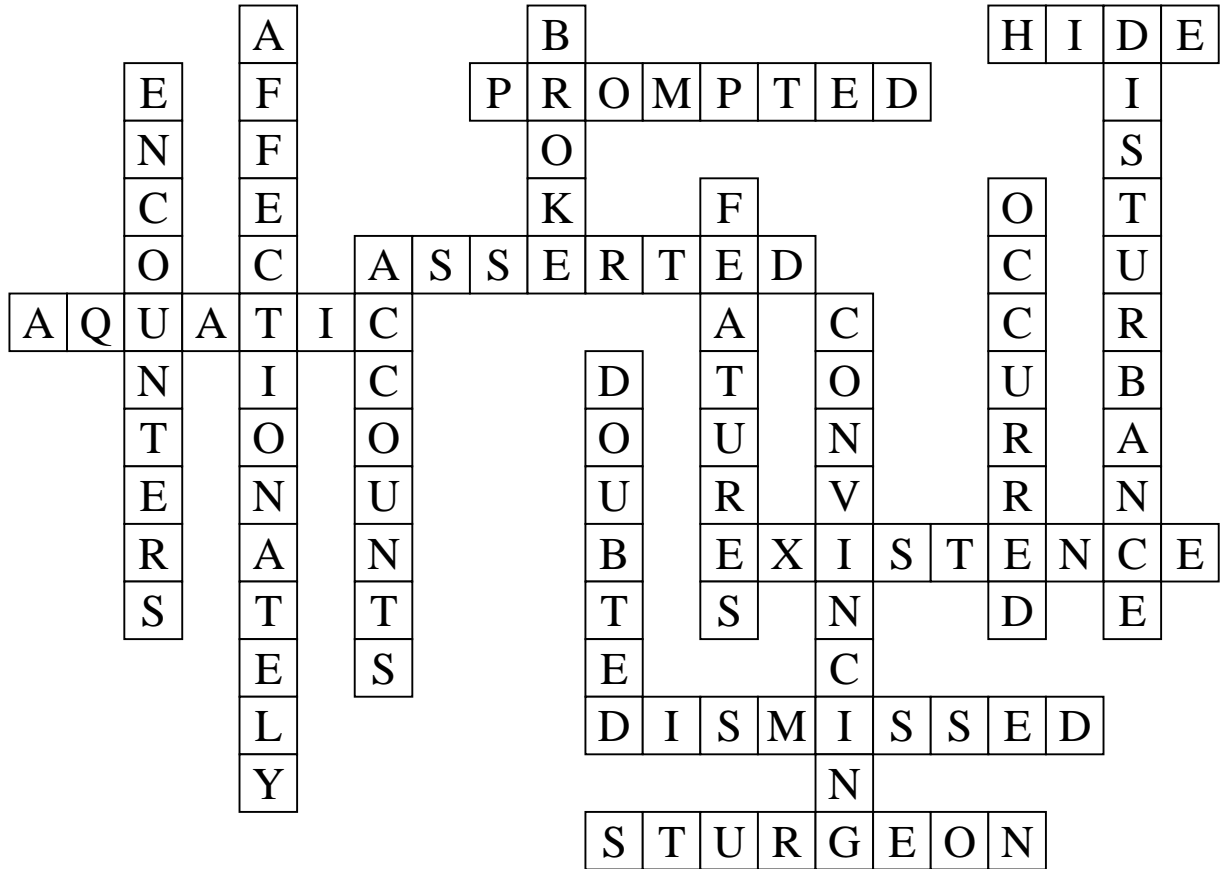 AFFECTIONATELY
BROKE
HIDE
DISTURBANCE
ENCOUNTERS
PROMPTED
FEATURES
OCCURRED
ASSERTED
ACCOUNTS
AQUATIC
CONVINCING
DOUBTED
EXISTENCE
DISMISSED
STURGEON